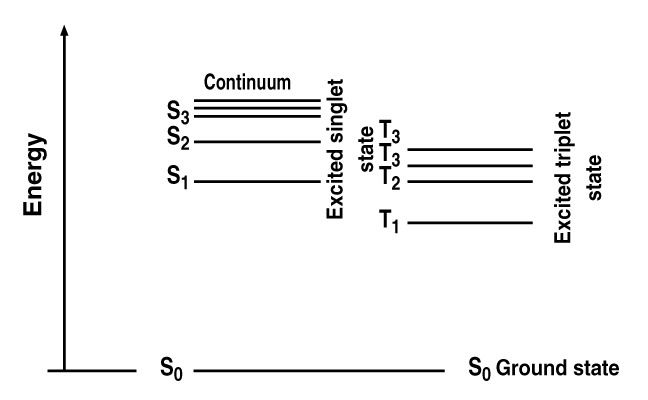 Energy
Continuum
S3
S2
S1
Excited singlet
state
T3
T3
T2
T1
Excited triplet
state
S0
S0 Ground state